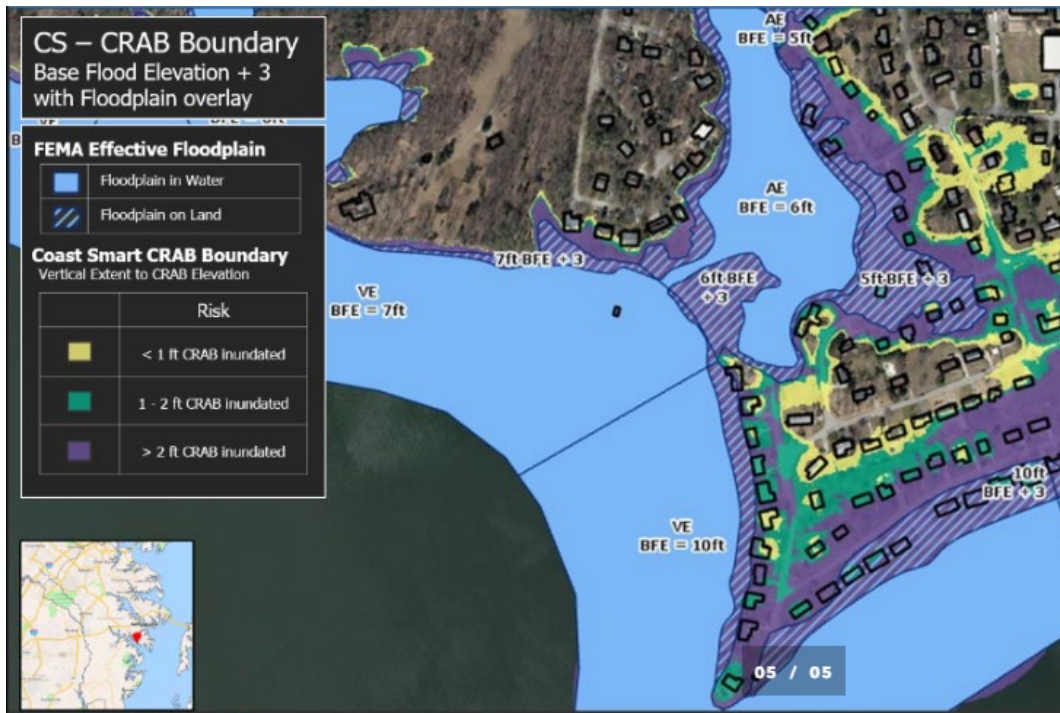 CS – CRAB Boundary
Base Flood Elevation + 3
with Floodplain overlay
FEMA Effective Floodplain
Floodplain in Water
Floodplain on Land
Coast Smart CRAB Boundary
Vertical Extent to CRAB Elevation
Risk
< 1 ft CRAB inundated
1 - 2 ft CRAB inundated
> 2 ft CRAB inundated
AE
BFE = 5ft
AE
BFE = 6ft
7ft BFE + 3
6ft BFE
+ 3
5ft BFE + 3
VE
BFE = 7ft
10ft
BFE + 3
VE
BFE = 10ft
05 / 05